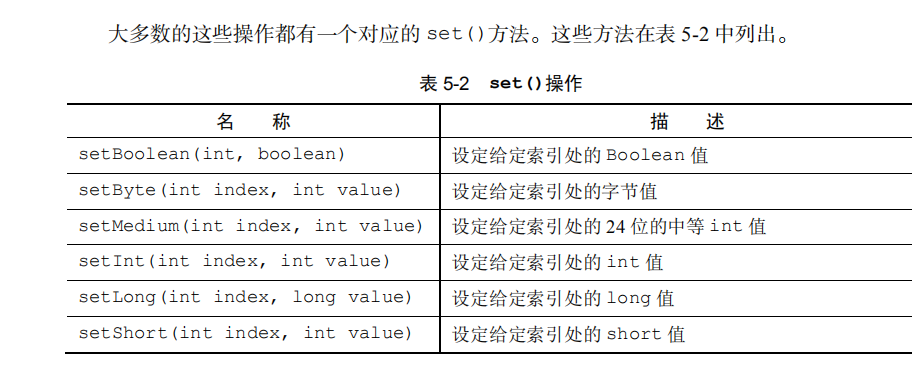 大多数的这些操作都有一个对应的 set()方法。这些方法在表 5-2 中列出。
表 5-2 set()操作
名 称 描 述
setBoolean(int, boolean) 设定给定索引处的 Boolean 值
setByte(int index, int value) 设定给定索引处的字节值
setMedium(int index, int value) 设定给定索引处的 24 位的中等 int 值
setInt(int index, int value) 设定给定索引处的 int 值
setLong(int index, long value) 设定给定索引处的 long 值
setShort(int index, int value) 设定给定索引处的 short 值